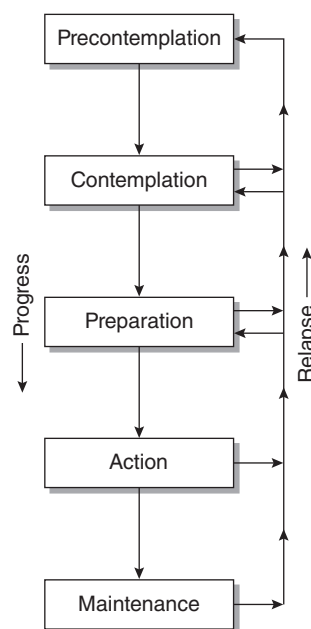 Precontemplation
Contemplation
Progress
Relapse
Preparation
Action
Maintenance